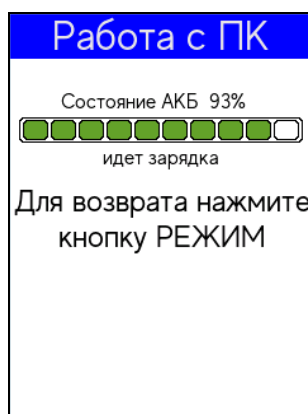 Работа с ПК
Состояние АКБ 93%
идет зарядка
Для возврата нажмите
кнопку РЕЖИМ